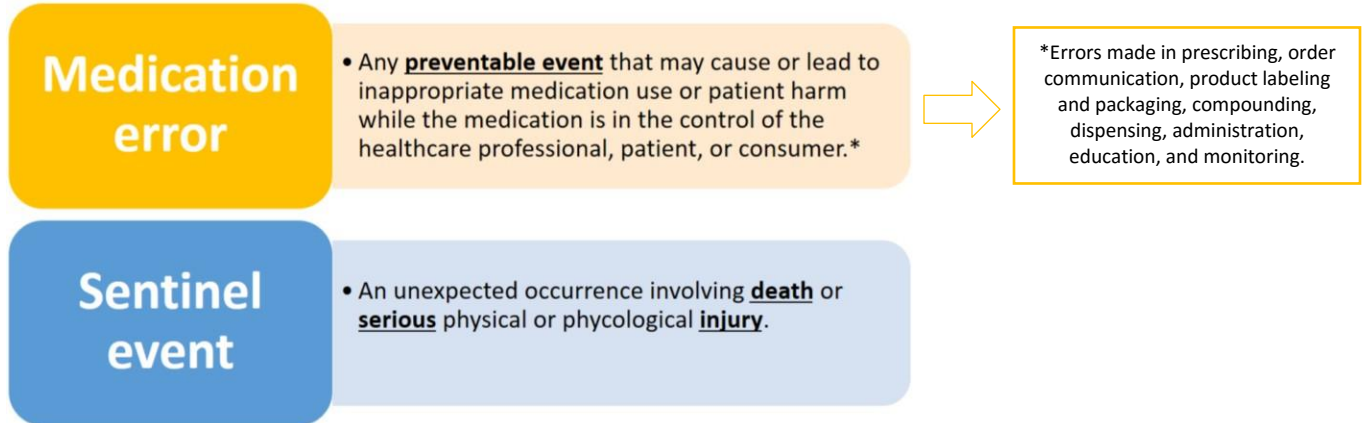 Medication
error
• Any preventable event that may cause or lead to
inappropriate medication use or patient harm
while the medication is in the control of the
healthcare professional, patient, or consumer.*
*Errors made in prescribing, order
communication, product labeling
and packaging, compounding,
dispensing, administration,
education, and monitoring.
Sentinel
event
• An unexpected occurrence involving death or
serious physical or phycological injury.